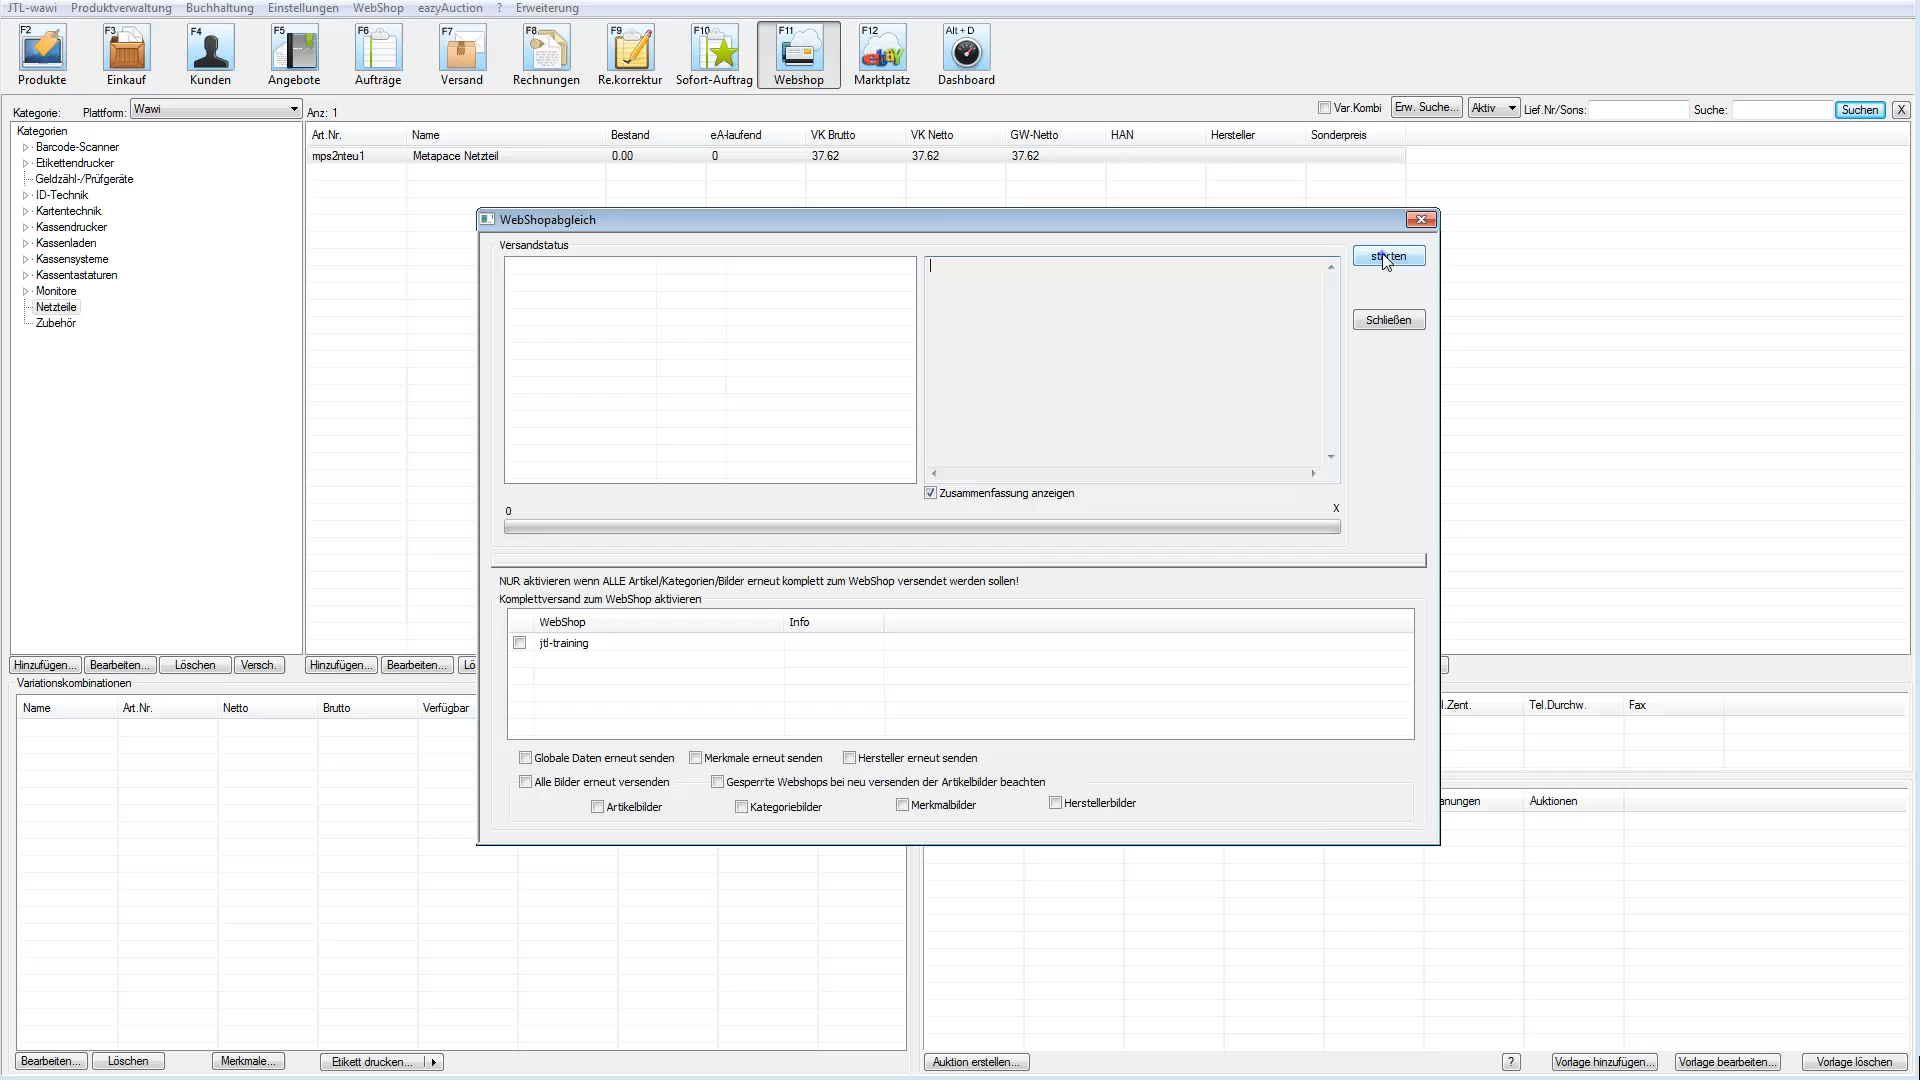 JTL-wawi Produktverwaltung Buchhaltung Einstellungen WebShop eazyAuction ? Erweiterung
F2 F3 F4 F5 F6 F7 F8 F9 F10 F11 F12 Alt + D
Produkte Einkauf Kunden Angebote Aufträge Versand Rechnungen Re.korrektur Sofort-Auftrag Webshop Marktplatz Dashboard
Kategorie: Plattform: Wawi Anz: 1 Var.Kombi Erw. Suche... Aktiv Lief.Nr/Sons: Suche: Suchen X
Kategorien
Barcode-Scanner
Etikettendrucker
Geldzähl-/Prüfgeräte
ID-Technik
Kartentechnik
Kassendrucker
Kassenladen
Kassensysteme
Kassentastaturen
Monitore
Netzteile
Zubehör
Art.Nr. Name Bestand eA-laufend VK Brutto VK Netto GW-Netto HAN Hersteller Sonderpreis
mps2nteu1 Metapace Netzteil 0.00 0 37.62 37.62 37.62
WebShopabgleich
Versandstatus
starten
Schließen
Zusammenfassung anzeigen
0 X
NUR aktivieren wenn ALLE Artikel/Kategorien/Bilder erneut komplett zum WebShop versendet werden sollen!
Komplettversand zum WebShop aktivieren
WebShop Info
jtl-training
Globale Daten erneut senden Merkmale erneut senden Hersteller erneut senden
Alle Bilder erneut versenden Gesperrte Webshops bei neu versenden der Artikelbilder beachten
Artikelbilder Kategoriebilder Merkmalbilder Herstellerbilder
Hinzufügen... Bearbeiten... Löschen Versch. Hinzufügen... Bearbeiten... Lö
Variationskombinationen
Name Art.Nr. Netto Brutto Verfügbar
l.Zent. Tel.Durchw. Fax
anungen Auktionen
Bearbeiten... Löschen Merkmale... Etikett drucken... Auktion erstellen... ? Vorlage hinzufügen... Vorlage bearbeiten... Vorlage löschen